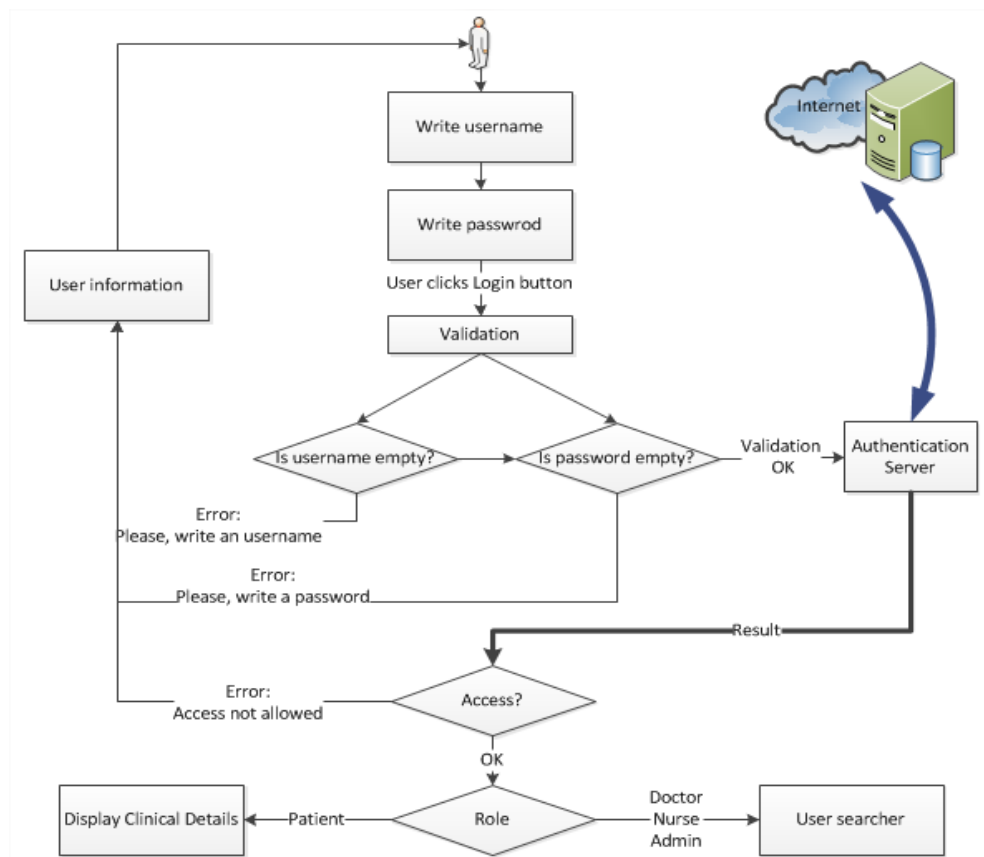 Internet
Write username
Write passwrod
User information
User clicks Login button
Validation
Is username empty?
Is password empty?
Validation
OK
Authentication
Server
Error:
Please, write an username
Error:
Please, write a password
Result
Error:
Access not allowed
Access?
OK
Display Clinical Details
Patient
Role
Doctor
Nurse
Admin
User searcher